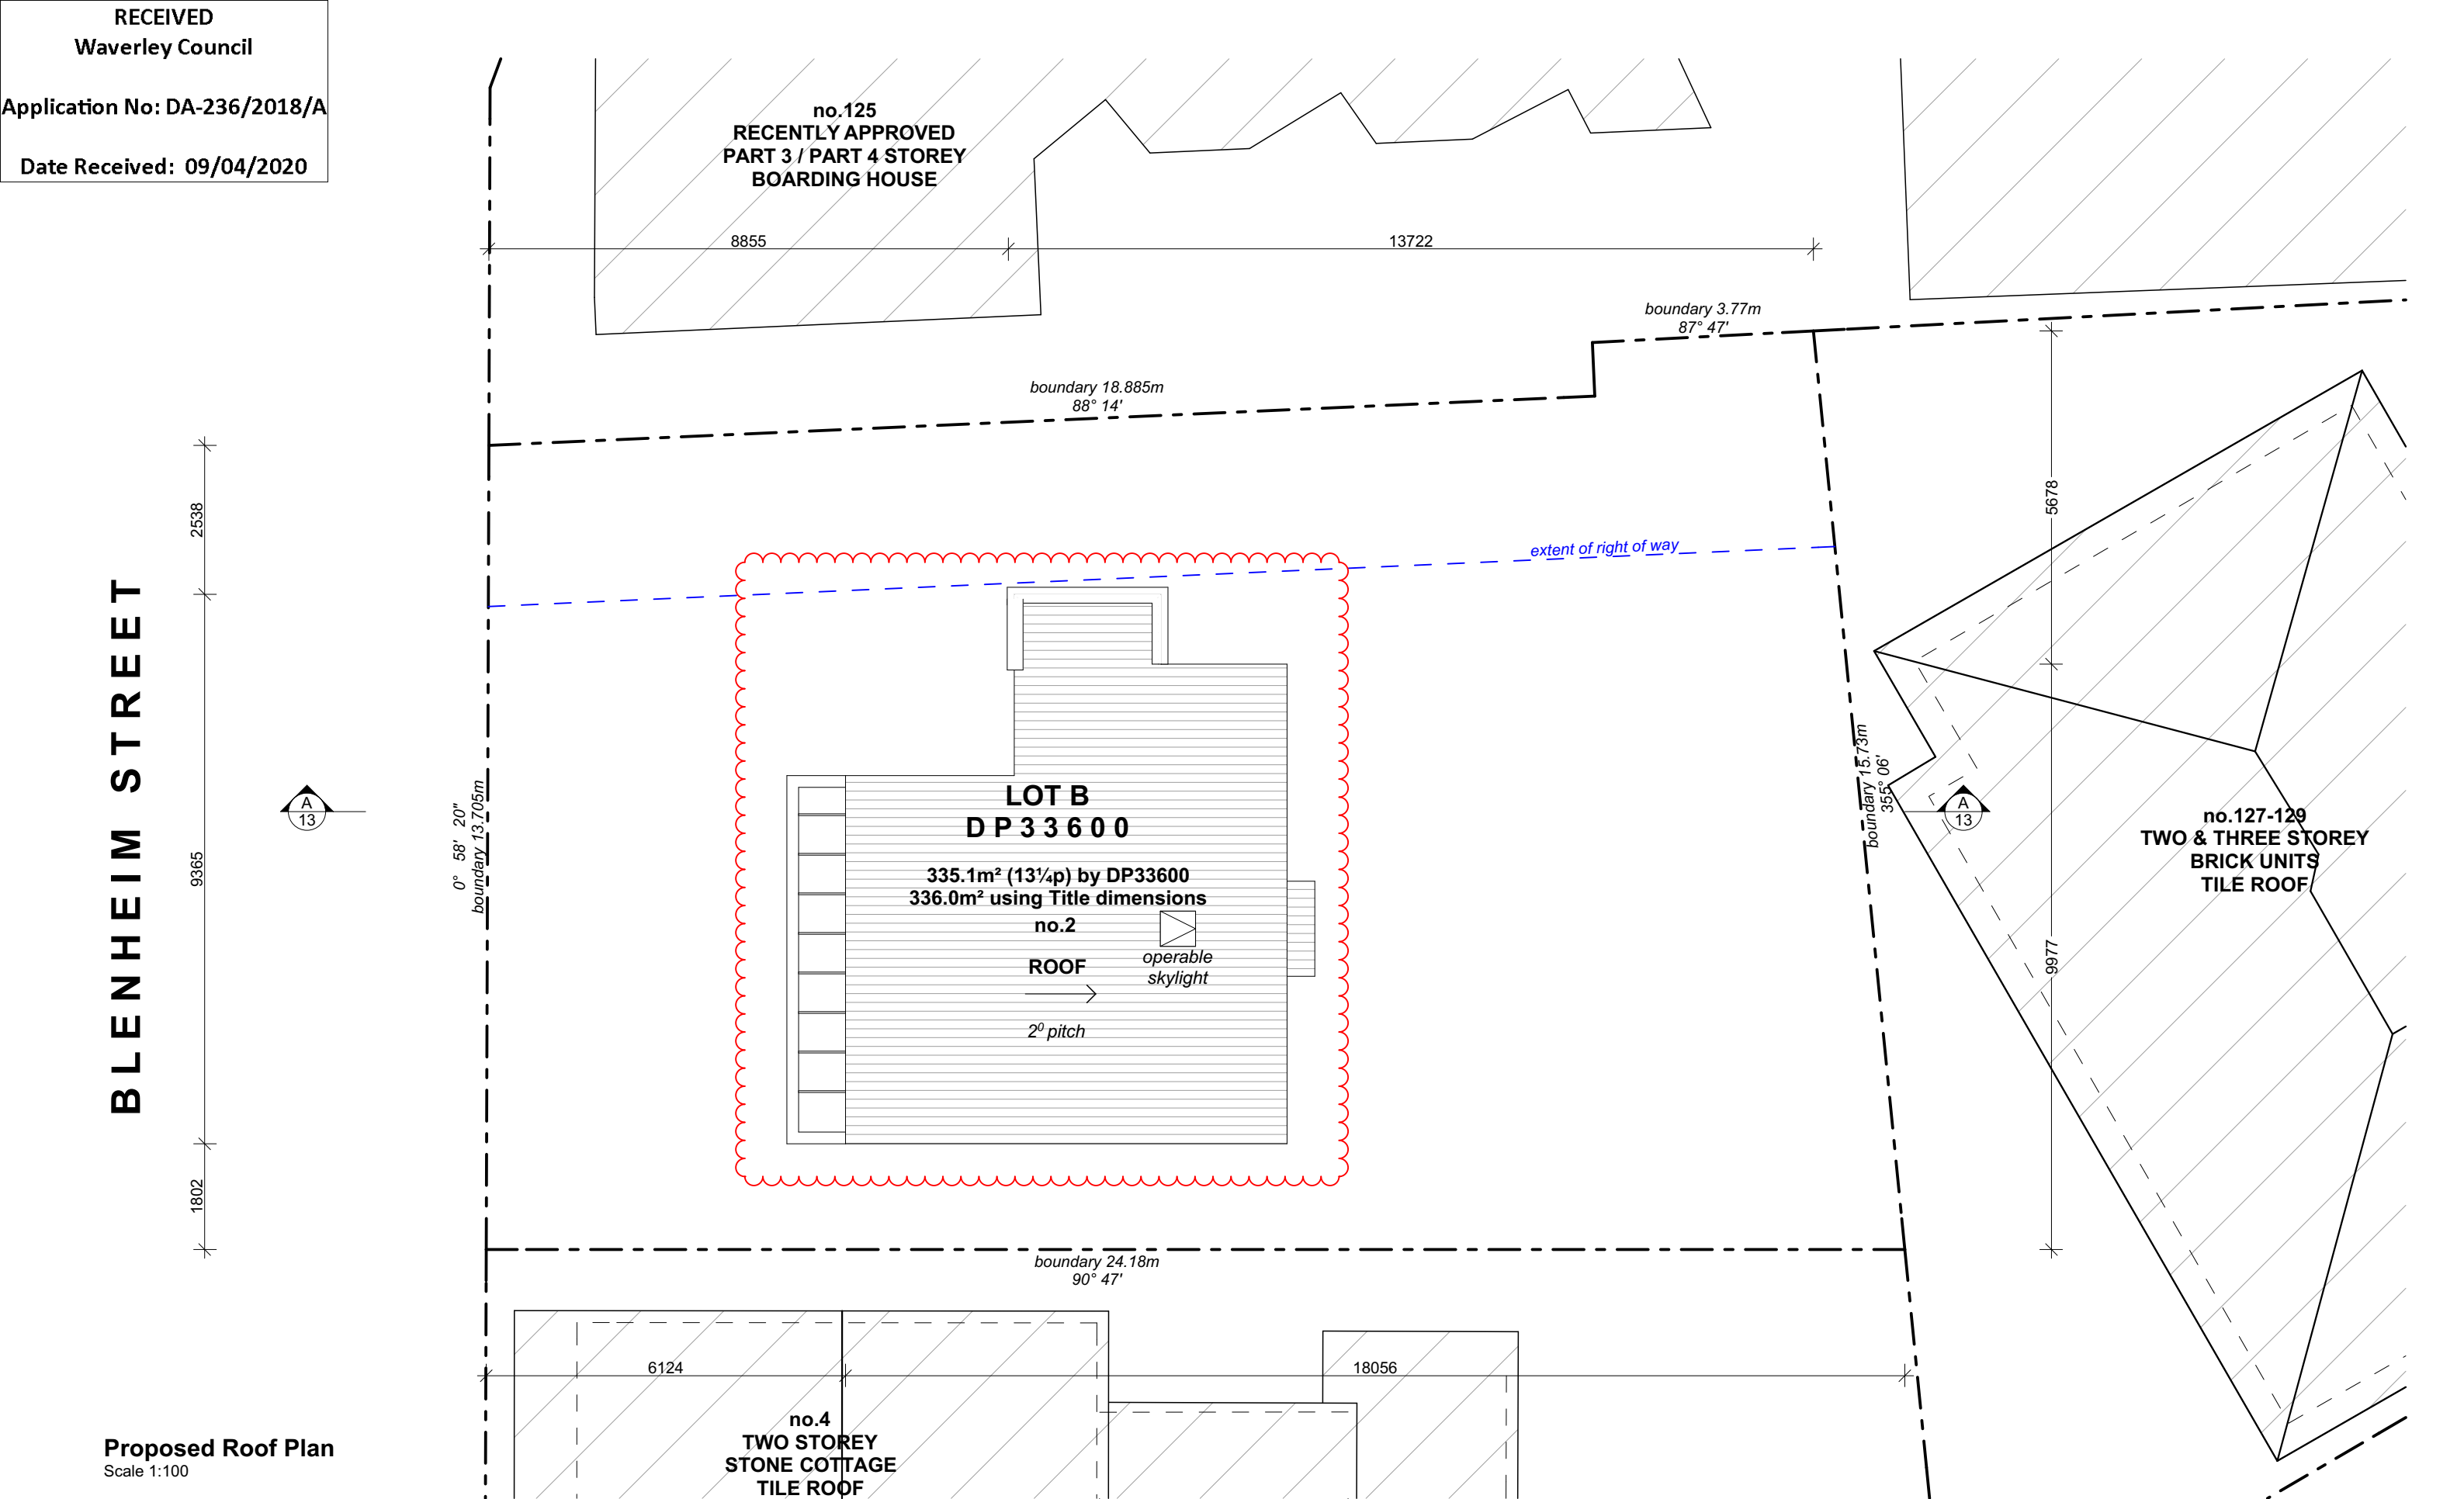 RECEIVED
Waverley Council
Application No: DA-236/2018/A
Date Received: 09/04/2020
no.125
RECENTLY APPROVED
PART 3 / PART 4 STOREY
BOARDING HOUSE
8855
13722
boundary 3.77m
87° 47'
boundary 18.885m
88° 14'
2538
9365
1802
BLENHEIM STREET
A
13
0° 58' 20"
boundary 13.705m
extent of right of way
LOT B
DP33600
335.1m² (13¼p) by DP33600
336.0m² using Title dimensions
no.2
ROOF
operable
skylight
2⁰ pitch
boundary 15.73m
355° 06'
A
13
5678
9977
no.127-129
TWO & THREE STOREY
BRICK UNITS
TILE ROOF
boundary 24.18m
90° 47'
6124
18056
no.4
TWO STOREY
STONE COTTAGE
TILE ROOF
Proposed Roof Plan
Scale 1:100